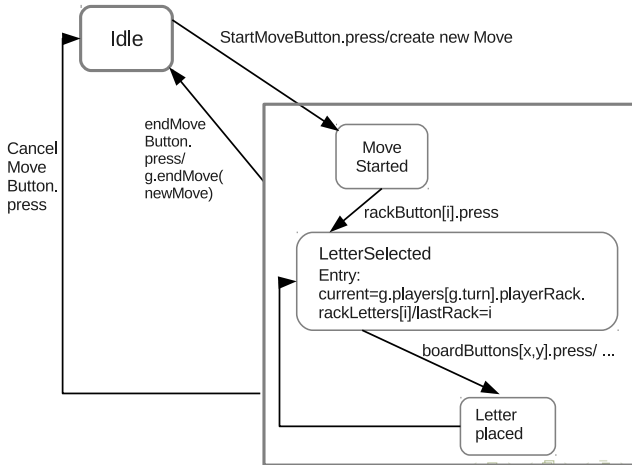 Idle
StartMoveButton.press/create new Move
endMove
Button.
press/
g.endMove(
newMove)
Cancel
Move
Button.
press
Move
Started
rackButton[i].press
LetterSelected
Entry:
current=g.players[g.turn].playerRack.
rackLetters[i]/lastRack=i
boardButtons[x,y].press/ ...
Letter
placed